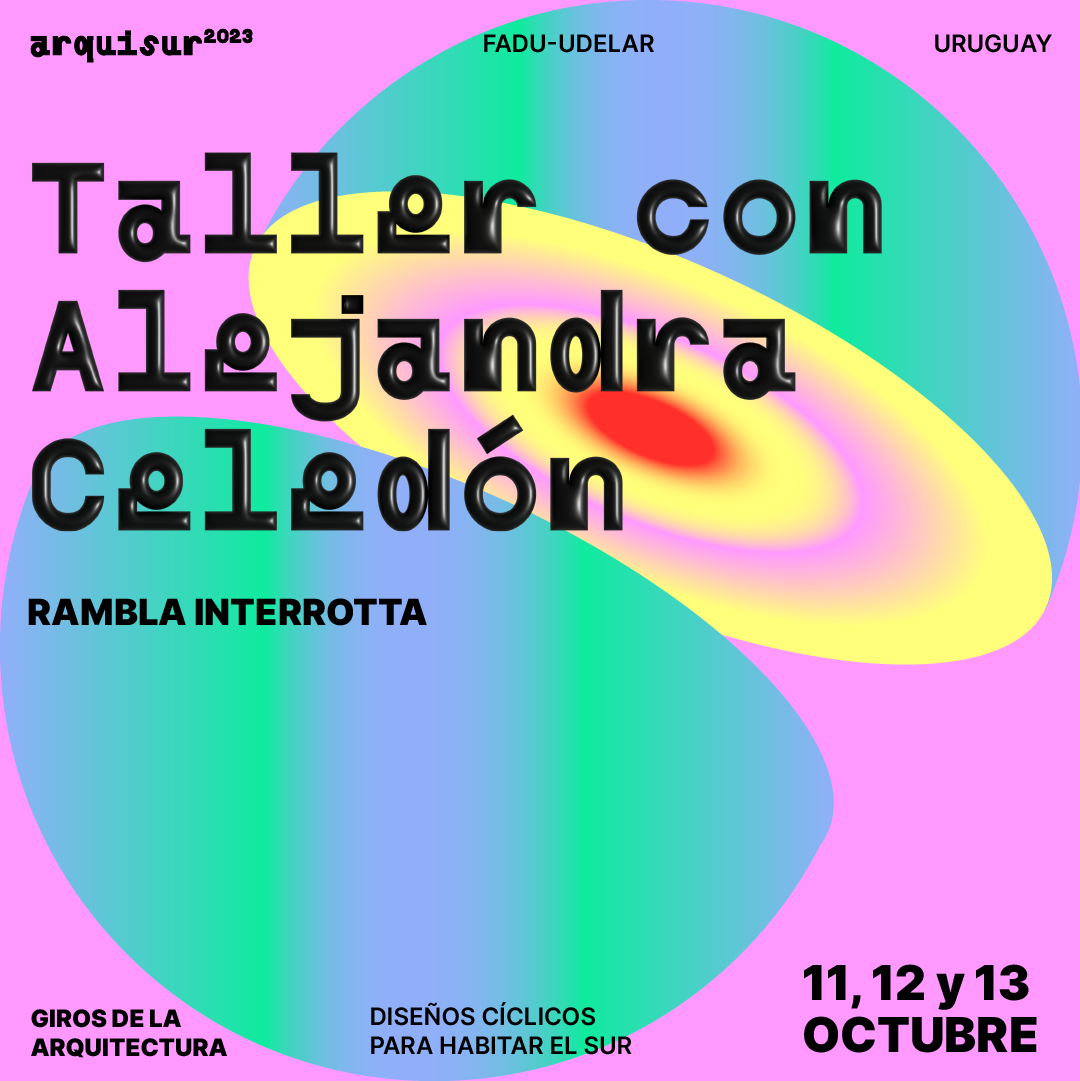 arquisur2023
FADU-UDELAR
URUGUAY
Taller con
Alejandra
Celedón
RAMBLA INTERROTTA
GIROS DE LA
ARQUITECTURA
DISEÑOS CÍCLICOS
PARA HABITAR EL SUR
11, 12 y 13
OCTUBRE